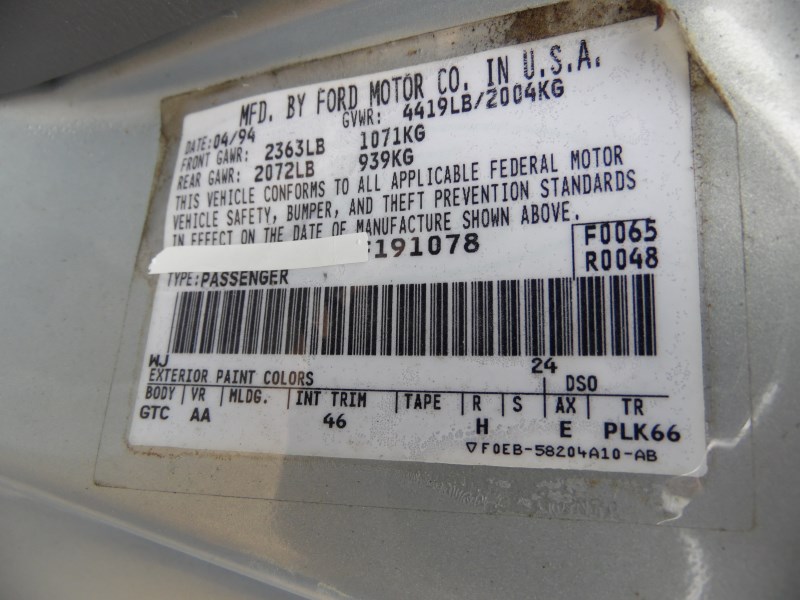 MFD. BY FORD MOTOR CO. IN U.S.A.
DATE: 04/94 GVWR: 4419LB/2004KG
FRONT GAWR: 2363LB 1071KG
REAR GAWR: 2072LB 939KG
THIS VEHICLE CONFORMS TO ALL APPLICABLE FEDERAL MOTOR
VEHICLE SAFETY, BUMPER, AND THEFT PREVENTION STANDARDS
IN EFFECT ON THE DATE OF MANUFACTURE SHOWN ABOVE.
F191078 F0065
TYPE: PASSENGER R0048
WJ 24
EXTERIOR PAINT COLORS DSO
BODY VR MLDG. INT TRIM TAPE R S AX TR
GTC AA 46 H E PLK66
▽F0EB-58204A10-AB